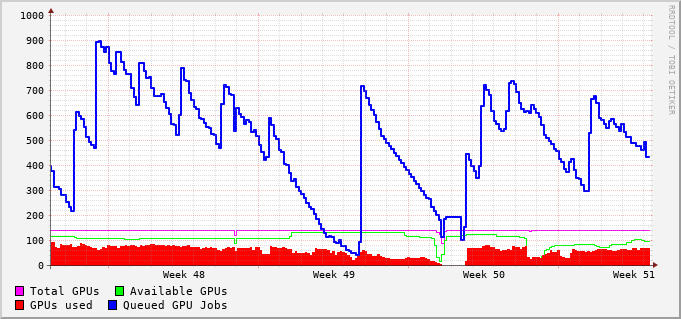 1000
900
800
700
600
500
400
300
200
100
0
Week 48 Week 49 Week 50 Week 51
Total GPUs Available GPUs
GPUs used Queued GPU Jobs
RRDTOOL / TOBI OETIKER